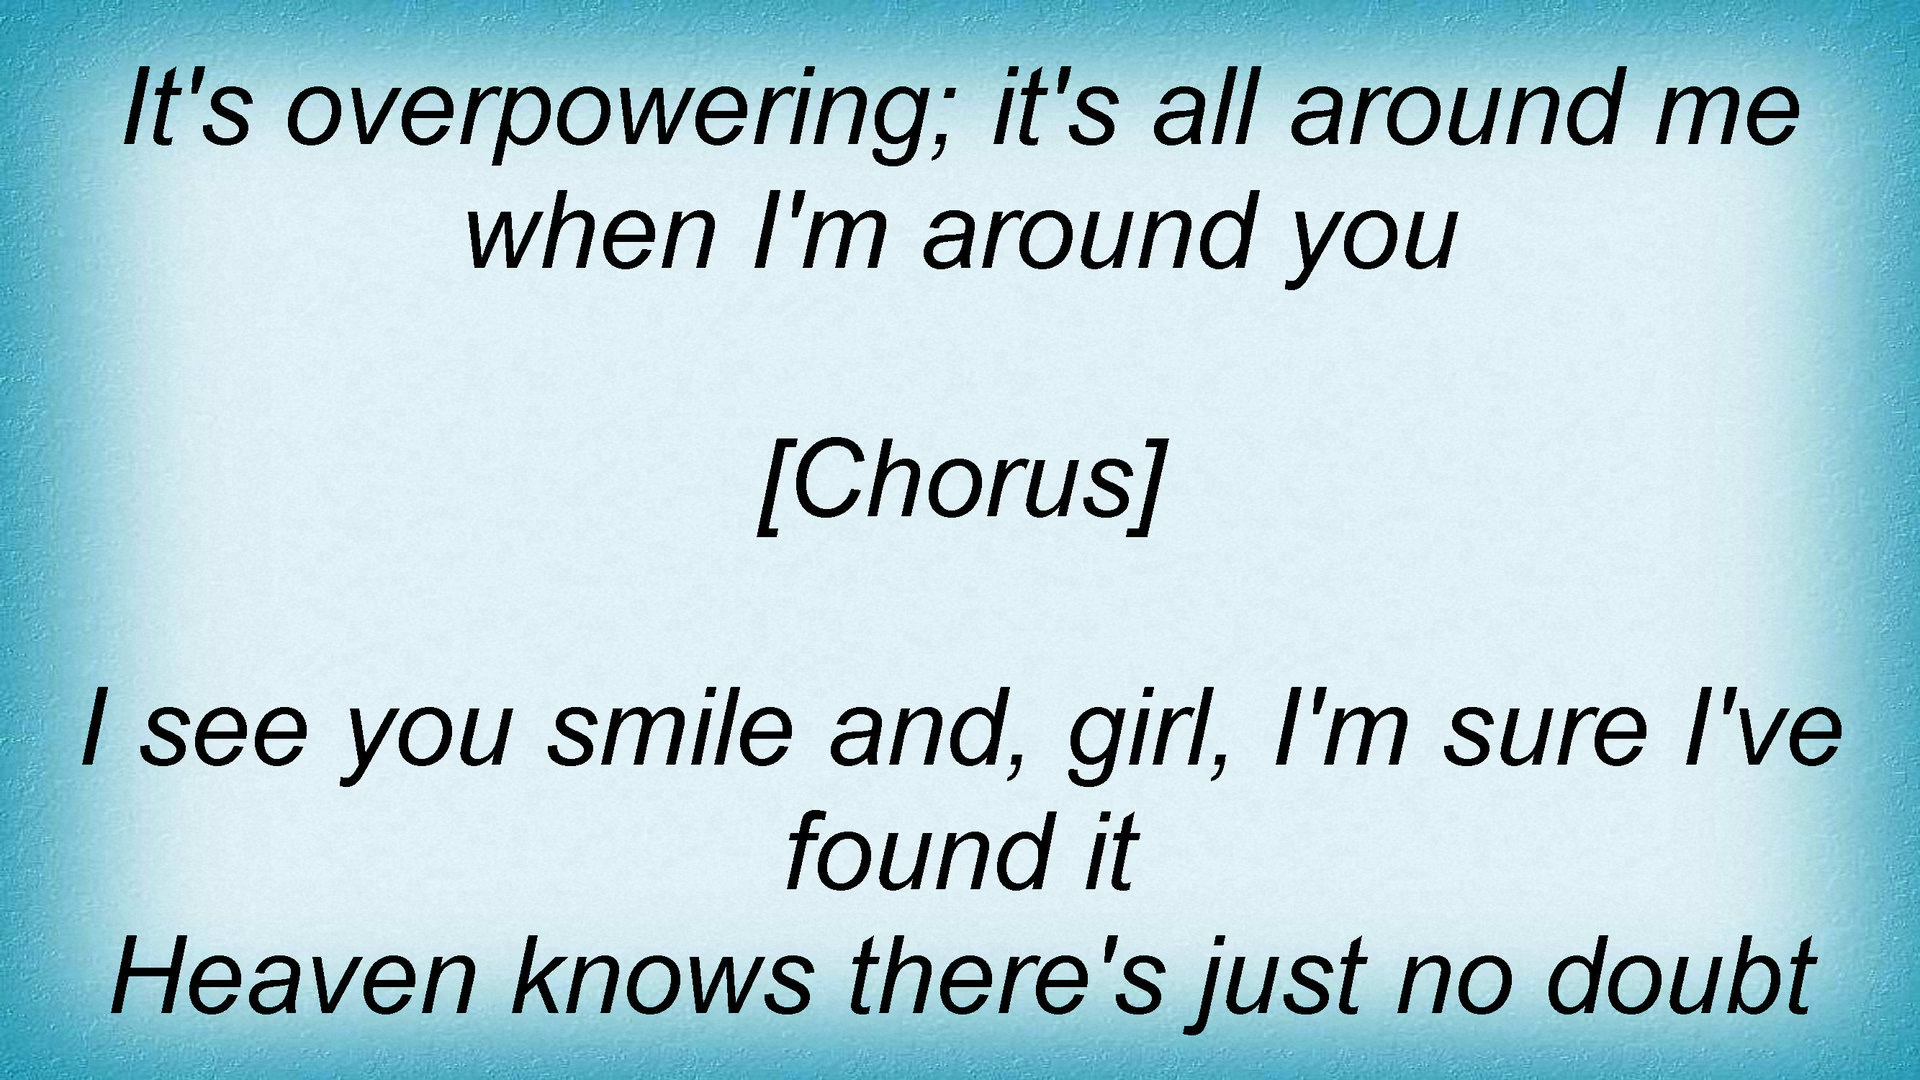 It's overpowering; it's all around me
when I'm around you
[Chorus]
I see you smile and, girl, I'm sure I've
found it
Heaven knows there's just no doubt